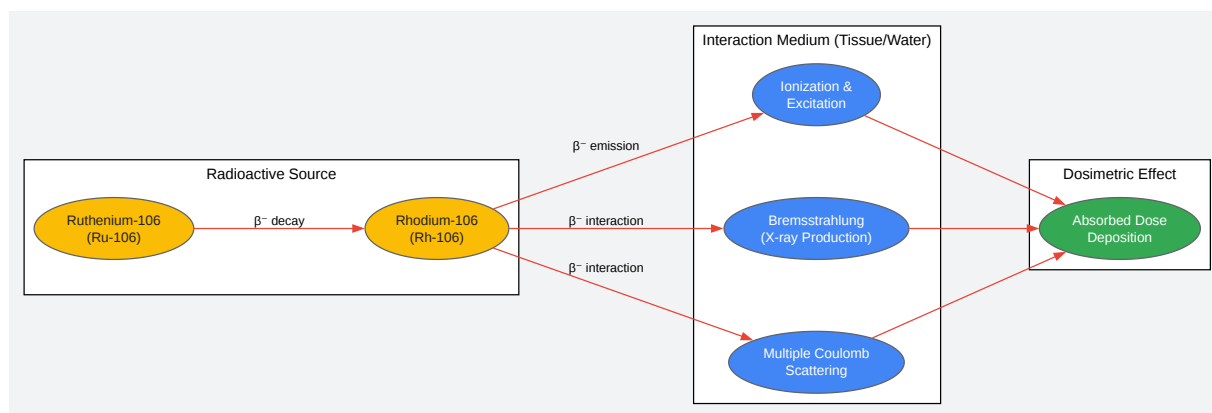 Interaction Medium (Tissue/Water)
Ionization &
Excitation
β⁻ emission
Radioactive Source
Dosimetric Effect
Ruthenium-106
(Ru-106)
β⁻ decay
Rhodium-106
(Rh-106)
β⁻ interaction
Bremsstrahlung
(X-ray Production)
Absorbed Dose
Deposition
β⁻ interaction
Multiple Coulomb
Scattering